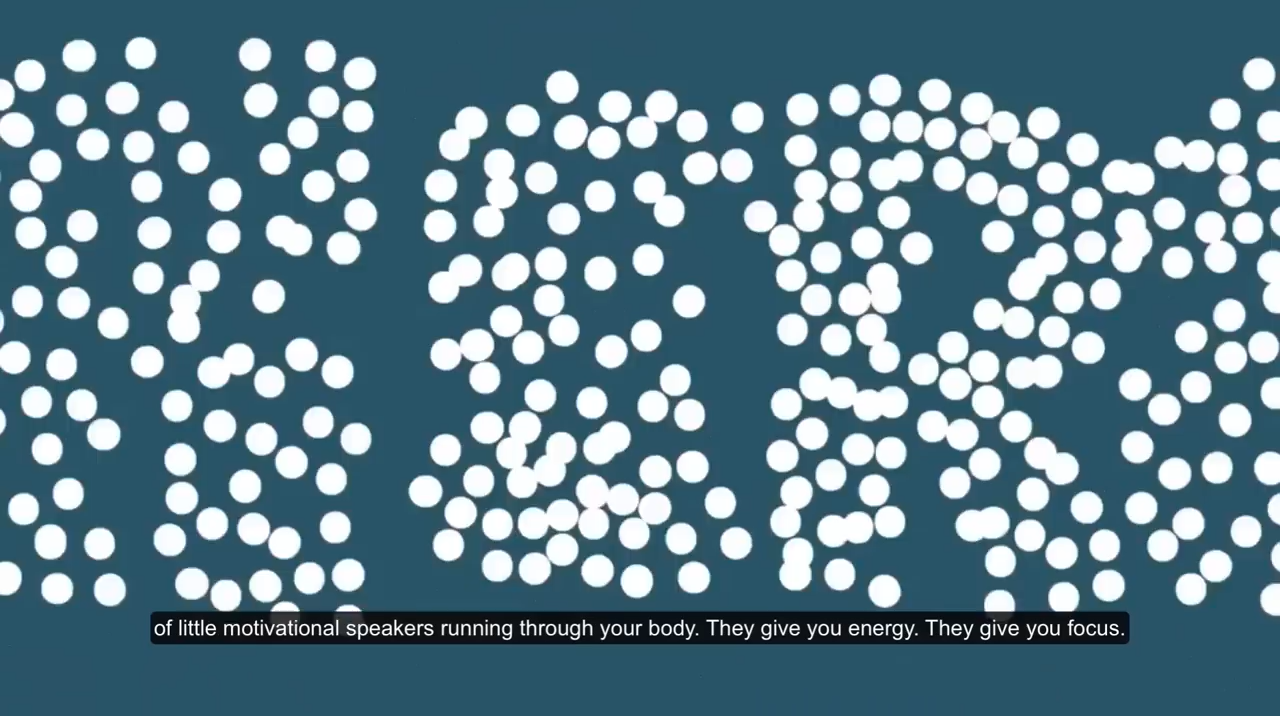 of little motivational speakers running through your body. They give you energy. They give you focus.